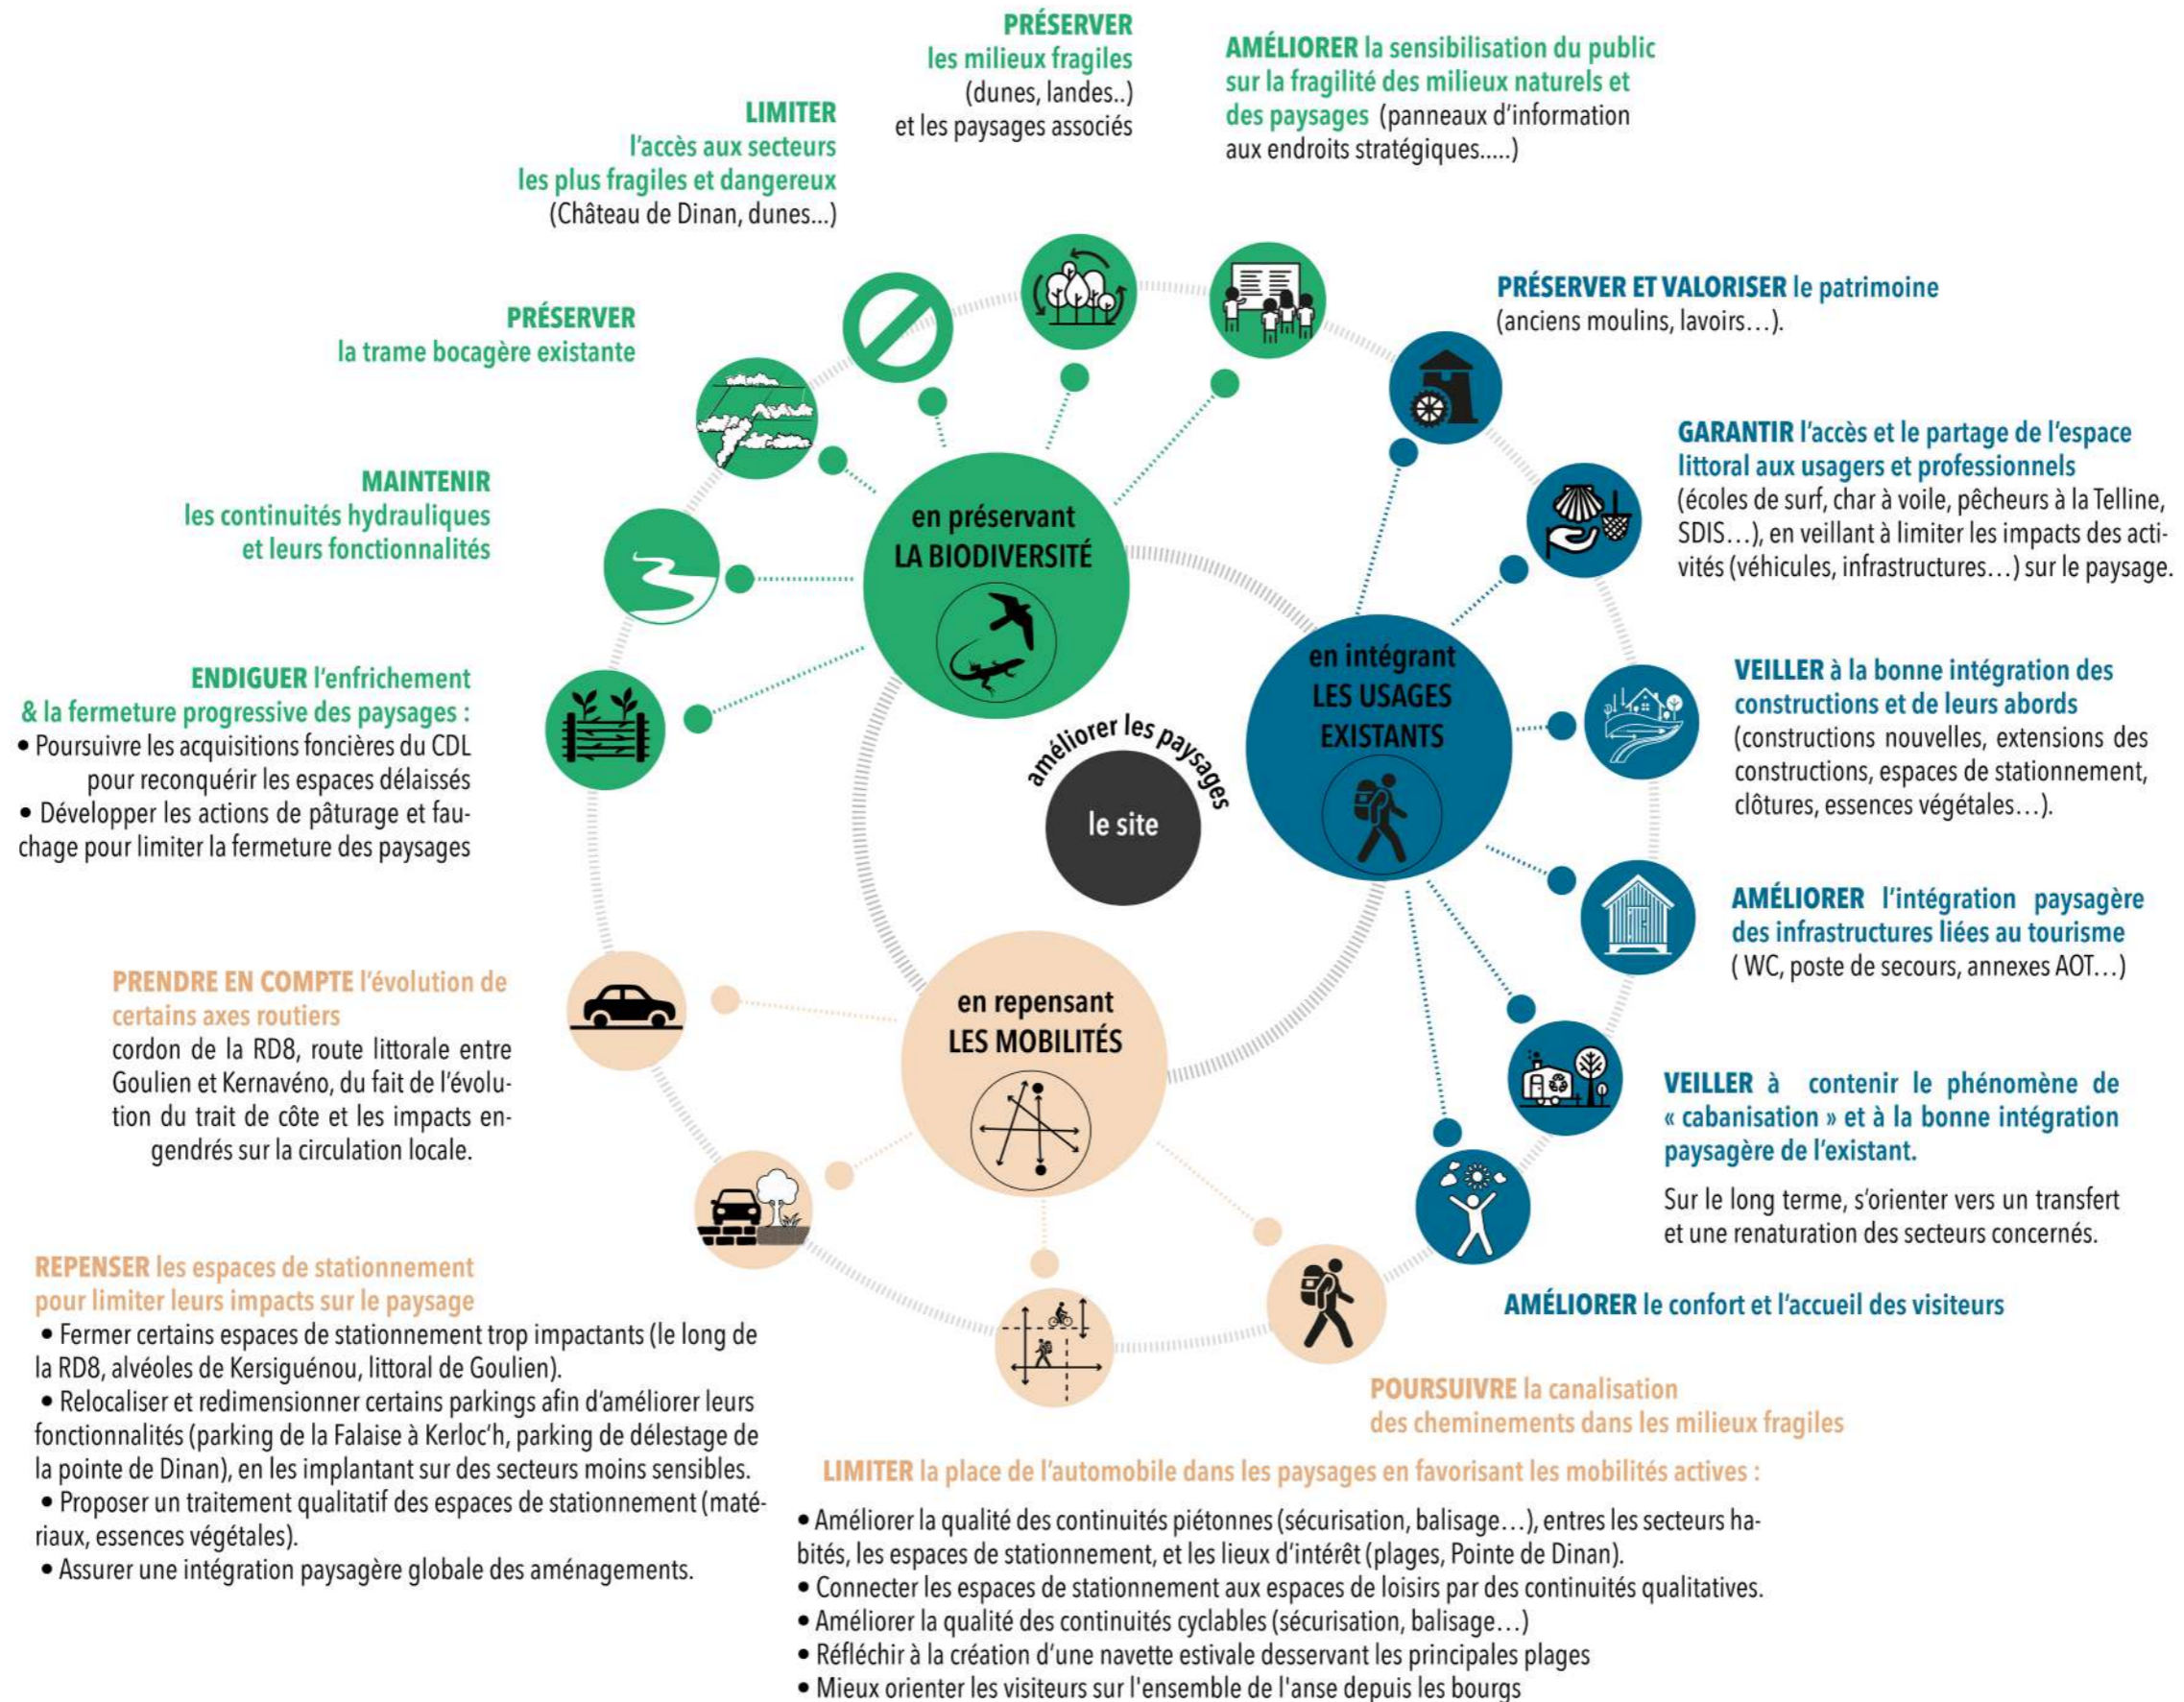 PRÉSERVER
les milieux fragiles
(dunes, landes..)
et les paysages associés
AMÉLIORER la sensibilisation du public
sur la fragilité des milieux naturels et
des paysages (panneaux d'information
aux endroits stratégiques.....)
LIMITER
l'accès aux secteurs
les plus fragiles et dangereux
(Château de Dinan, dunes...)
PRÉSERVER
la trame bocagère existante
MAINTENIR
les continuités hydrauliques
et leurs fonctionnalités
ENDIGUER l'enfrichement
& la fermeture progressive des paysages :
• Poursuivre les acquisitions foncières du CDL
pour reconquérir les espaces délaissés
• Développer les actions de pâturage et fau-
chage pour limiter la fermeture des paysages
en préservant
LA BIODIVERSITÉ
PRÉSERVER ET VALORISER le patrimoine
(anciens moulins, lavoirs…).
GARANTIR l'accès et le partage de l'espace
littoral aux usagers et professionnels
(écoles de surf, char à voile, pêcheurs à la Telline,
SDIS…), en veillant à limiter les impacts des acti-
vités (véhicules, infrastructures…) sur le paysage.
en intégrant
LES USAGES
EXISTANTS
VEILLER à la bonne intégration des
constructions et de leurs abords
(constructions nouvelles, extensions des
constructions, espaces de stationnement,
clôtures, essences végétales…).
améliorer les paysages
le site
AMÉLIORER l'intégration paysagère
des infrastructures liées au tourisme
( WC, poste de secours, annexes AOT…)
VEILLER à contenir le phénomène de
« cabanisation » et à la bonne intégration
paysagère de l'existant.
Sur le long terme, s'orienter vers un transfert
et une renaturation des secteurs concernés.
AMÉLIORER le confort et l'accueil des visiteurs
PRENDRE EN COMPTE l'évolution de
certains axes routiers
cordon de la RD8, route littorale entre
Goulien et Kernavéno, du fait de l'évolu-
tion du trait de côte et les impacts en-
gendrés sur la circulation locale.
en repensant
LES MOBILITÉS
REPENSER les espaces de stationnement
pour limiter leurs impacts sur le paysage
• Fermer certains espaces de stationnement trop impactants (le long de
la RD8, alvéoles de Kersiguénou, littoral de Goulien).
• Relocaliser et redimensionner certains parkings afin d'améliorer leurs
fonctionnalités (parking de la Falaise à Kerloc'h, parking de délestage de
la pointe de Dinan), en les implantant sur des secteurs moins sensibles.
• Proposer un traitement qualitatif des espaces de stationnement (maté-
riaux, essences végétales).
• Assurer une intégration paysagère globale des aménagements.
POURSUIVRE la canalisation
des cheminements dans les milieux fragiles
LIMITER la place de l'automobile dans les paysages en favorisant les mobilités actives :
• Améliorer la qualité des continuités piétonnes (sécurisation, balisage…), entres les secteurs ha-
bités, les espaces de stationnement, et les lieux d'intérêt (plages, Pointe de Dinan).
• Connecter les espaces de stationnement aux espaces de loisirs par des continuités qualitatives.
• Améliorer la qualité des continuités cyclables (sécurisation, balisage…)
• Réfléchir à la création d'une navette estivale desservant les principales plages
• Mieux orienter les visiteurs sur l'ensemble de l'anse depuis les bourgs